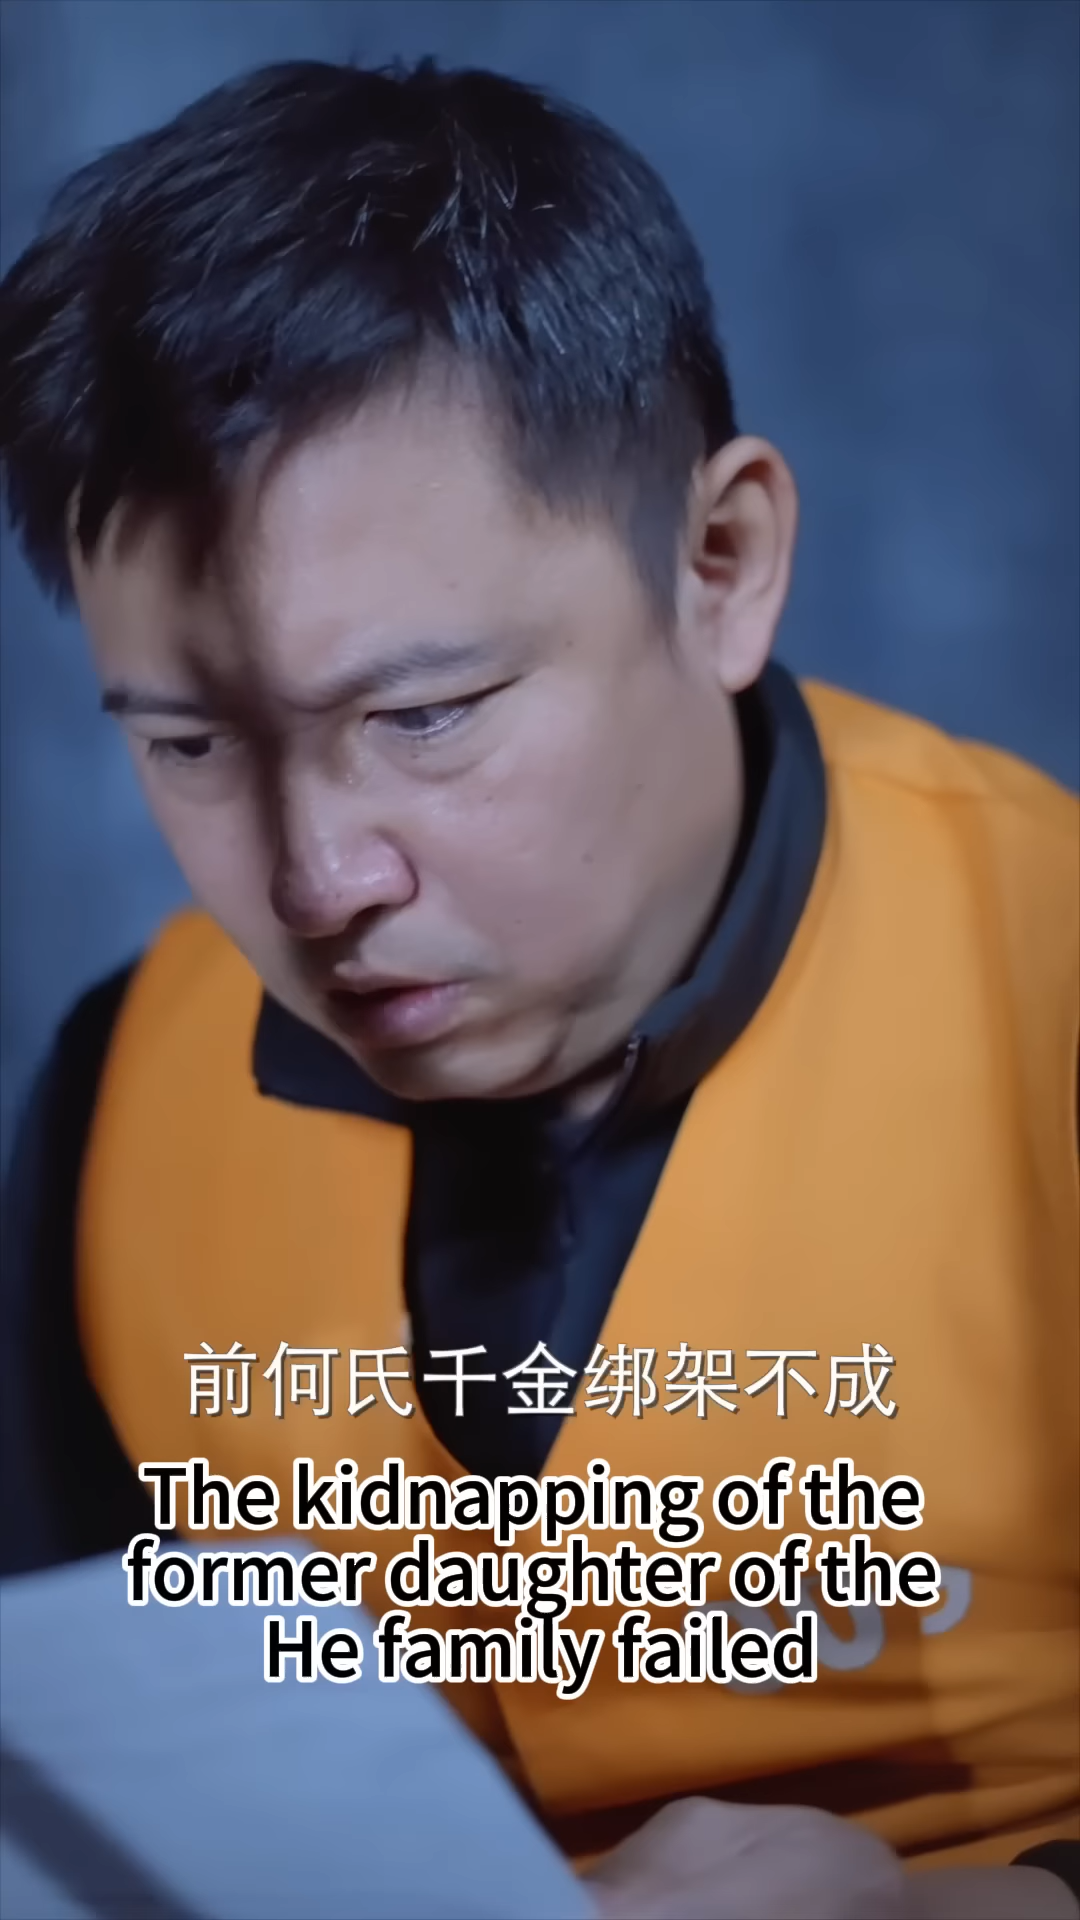 前何氏千金绑架不成
The kidnapping of the
former daughter of the
He family failed